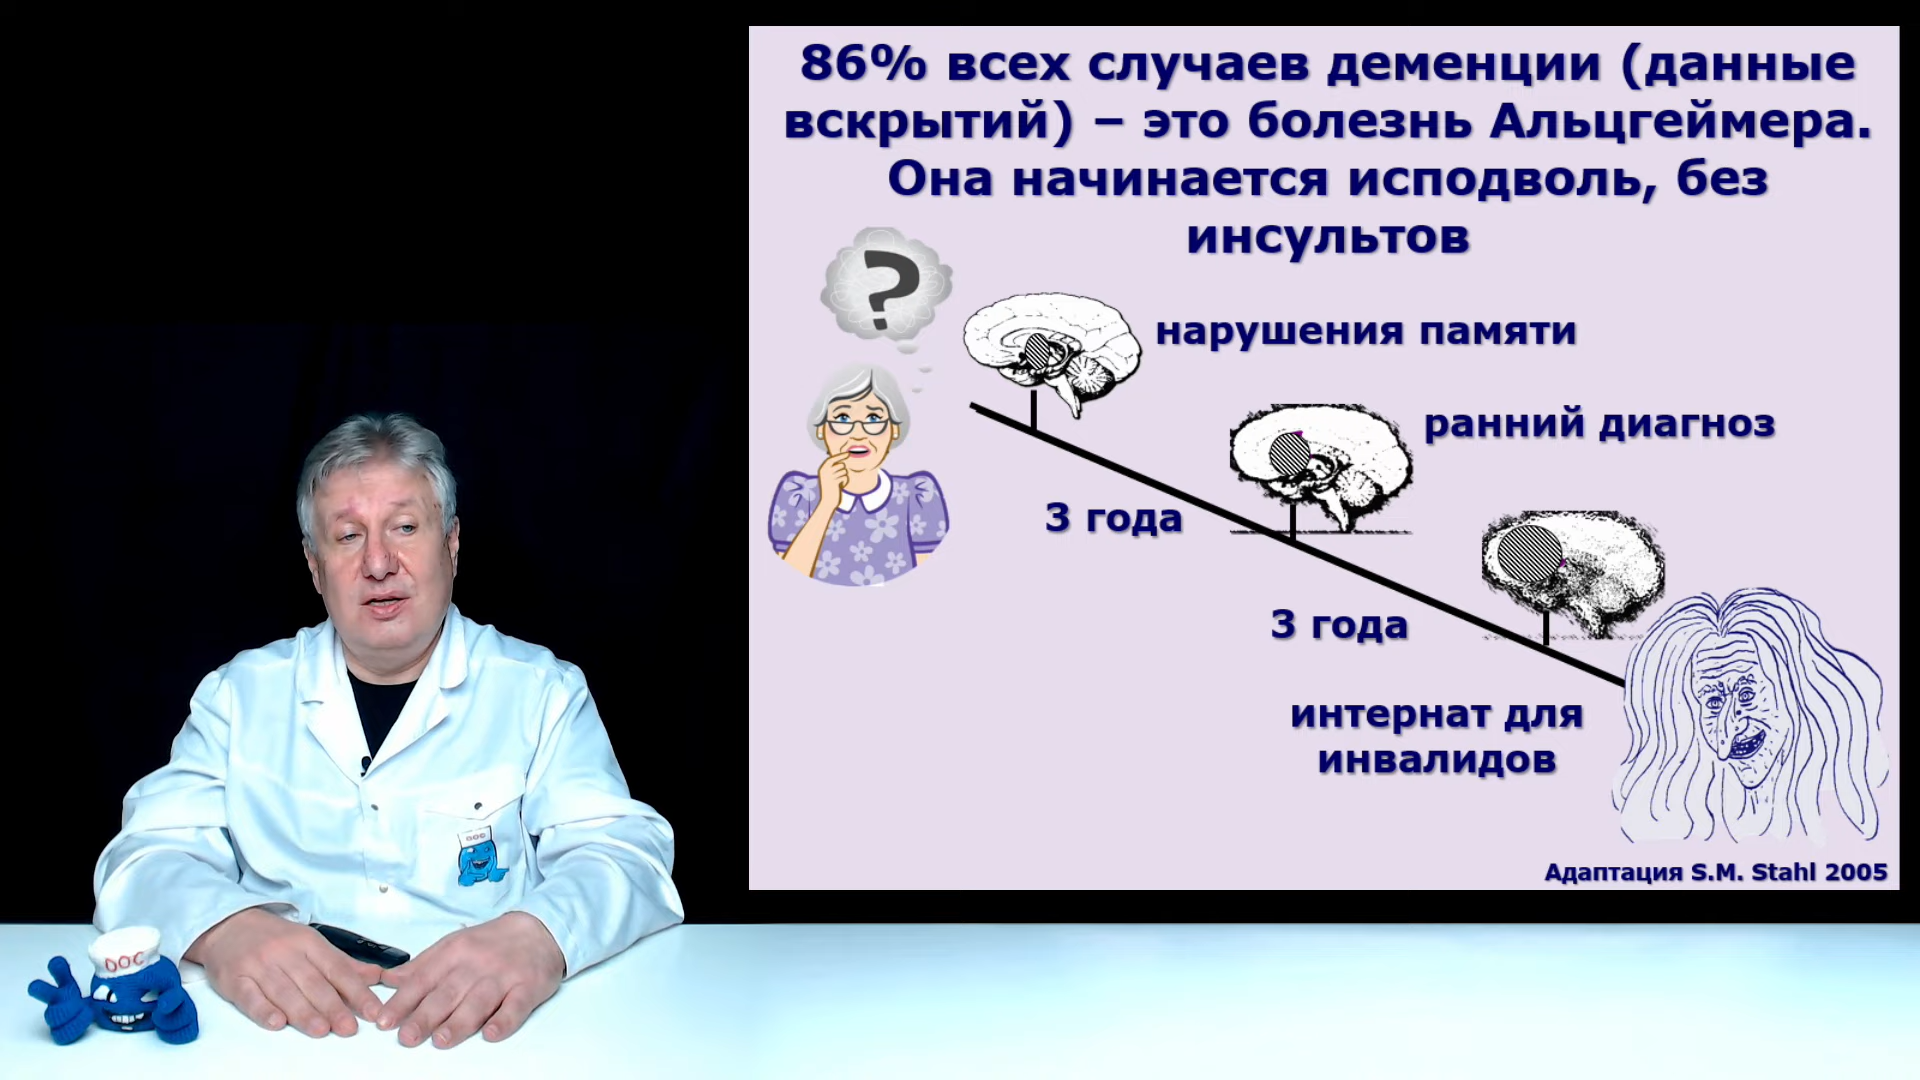 86% всех случаев деменции (данные
вскрытий) – это болезнь Альцгеймера.
Она начинается исподволь, без
инсультов
?
нарушения памяти
ранний диагноз
3 года
3 года
интернат для
инвалидов
Адаптация S.M. Stahl 2005
DOC
DOC